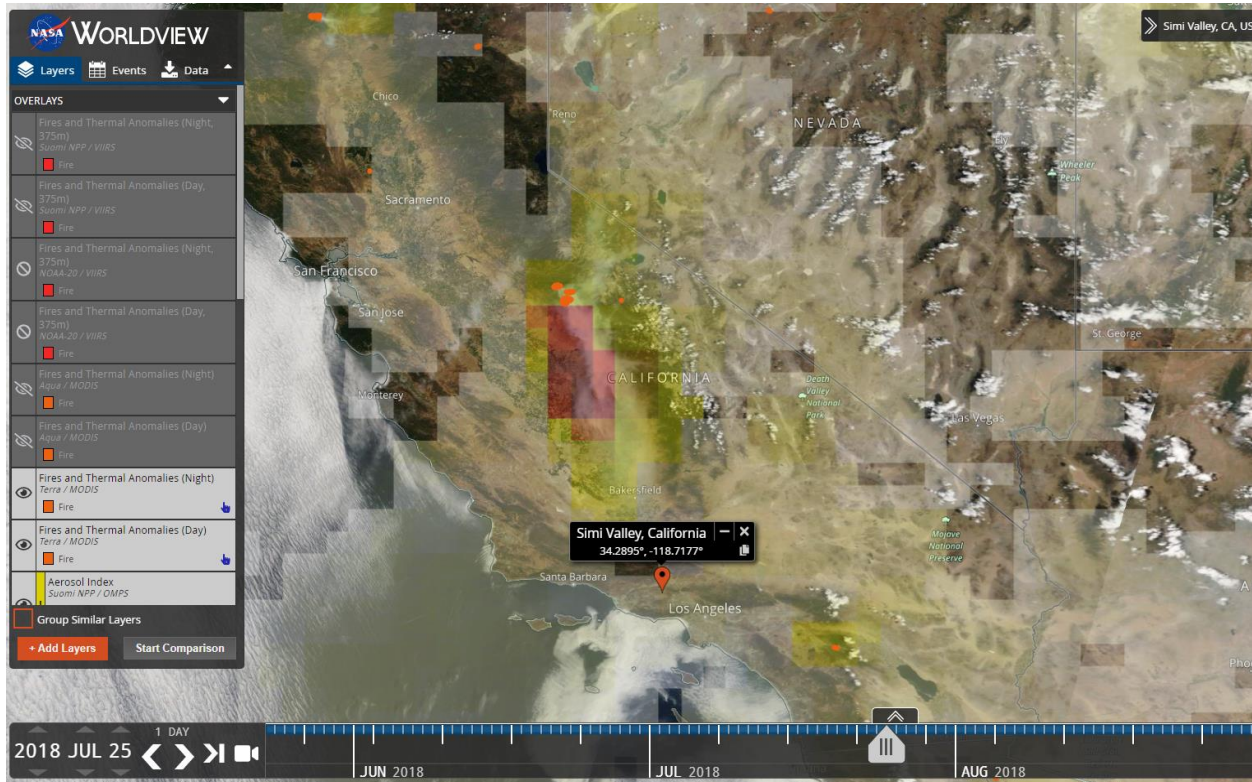 NASA WORLDVIEW
Layers Events Data
OVERLAYS
Fires and Thermal Anomalies (Night,
375m)
Suomi NPP / VIIRS
Fire
Fires and Thermal Anomalies (Day,
375m)
Suomi NPP / VIIRS
Fire
Fires and Thermal Anomalies (Night,
375m)
NOAA-20 / VIIRS
Fire
Fires and Thermal Anomalies (Day,
375m)
NOAA-20 / VIIRS
Fire
Fires and Thermal Anomalies (Night)
Aqua / MODIS
Fire
Fires and Thermal Anomalies (Day)
Aqua / MODIS
Fire
Fires and Thermal Anomalies (Night)
Terra / MODIS
Fire
Fires and Thermal Anomalies (Day)
Terra / MODIS
Fire
Aerosol Index
Suomi NPP / OMPS
Group Similar Layers
+ Add Layers Start Comparison
Simi Valley, CA, US
Chico
Reno
NEVADA
Ely
Wheeler
Peak
Sacramento
San Francisco
San Jose
St. George
CALIFORNIA
Monterey
Death
Valley
National
Park
Las Vegas
Bakersfield
Simi Valley, California
34.2895°, -118.7177°
Mojave
National
Preserve
Santa Barbara
Los Angeles
A
Pho
1 DAY
2018 JUL 25
JUN 2018
JUL 2018
AUG 2018